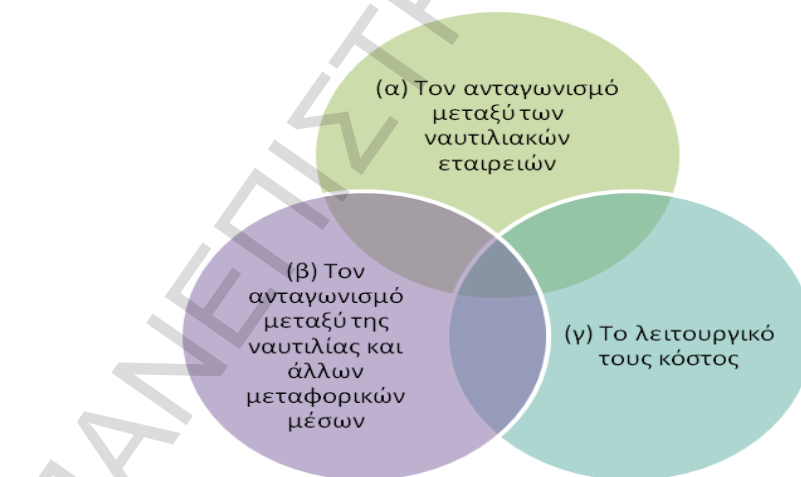 (α) Τον ανταγωνισμό
μεταξύ των
ναυτιλιακών
εταιρειών
(β) Τον
ανταγωνισμό
μεταξύ της
ναυτιλίας και
άλλων
μεταφορικών
μέσων
(γ) Το λειτουργικό
τους κόστος